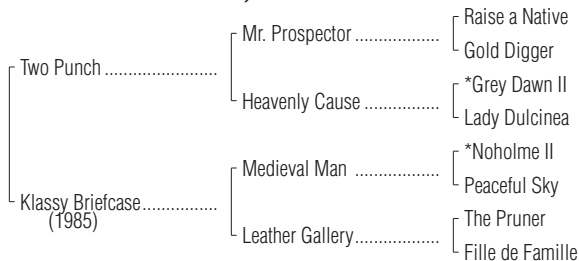 Raise a Native
Mr. Prospector ..................
Gold Digger
Two Punch ........................
*Grey Dawn II
Heavenly Cause ................
Lady Dulcinea
*Noholme II
Medieval Man ..................
Peaceful Sky
Klassy Briefcase................
(1985)
The Pruner
Leather Gallery..................
Fille de Famille